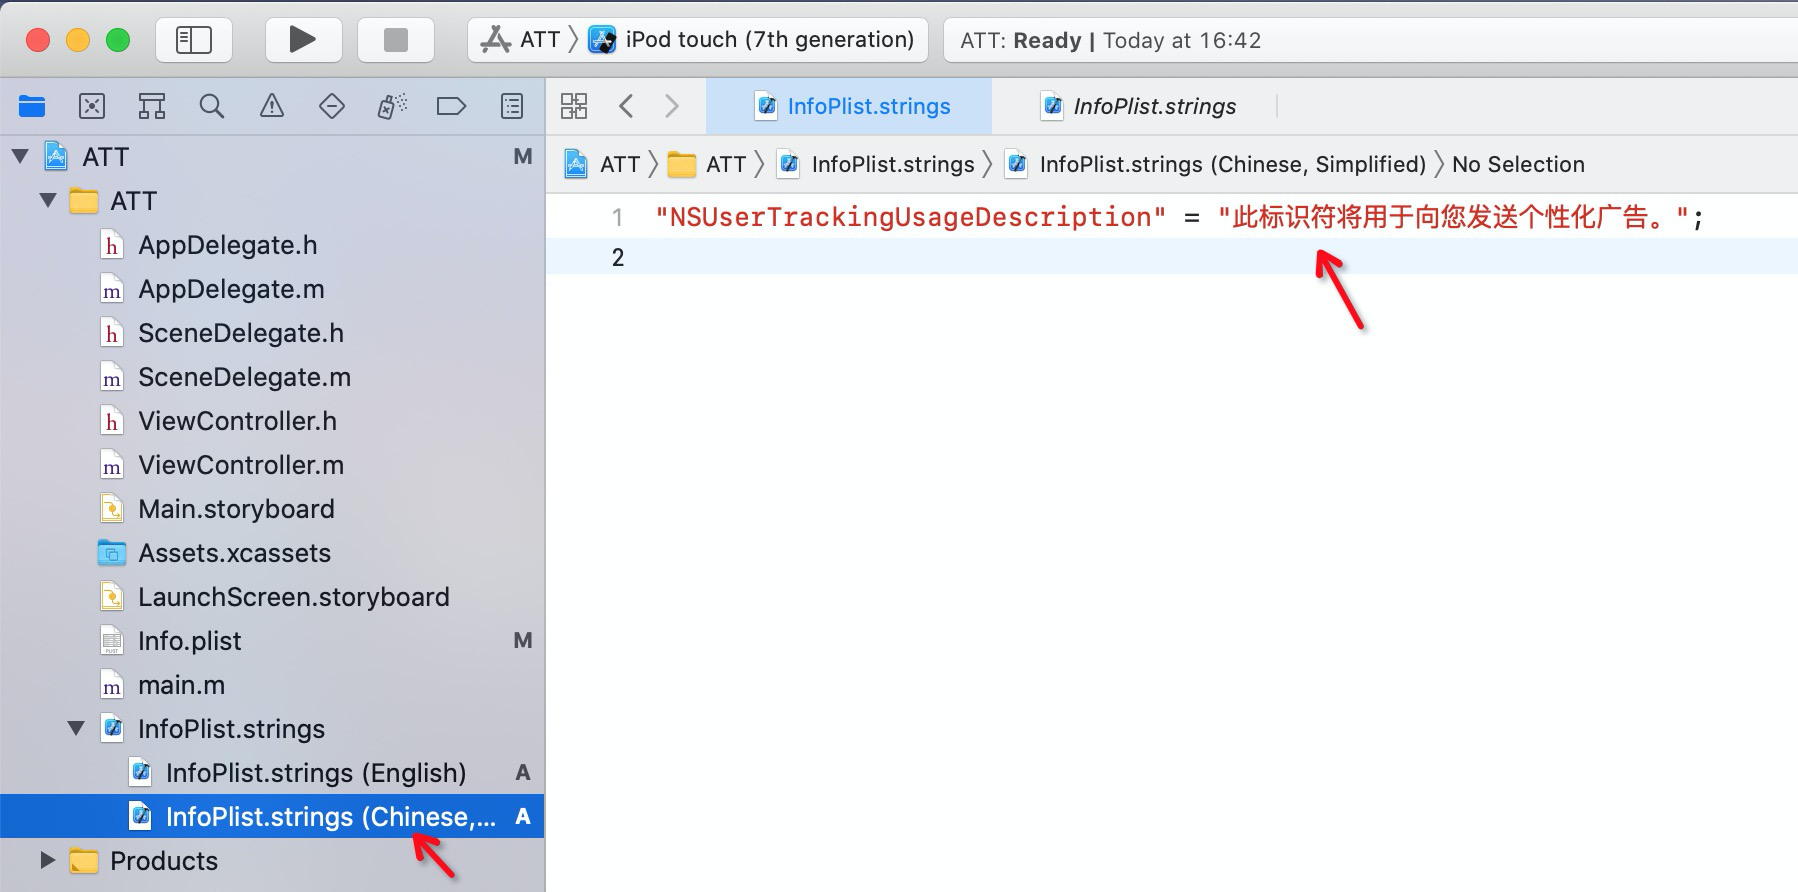 ATT 〉 iPod touch (7th generation)
ATT: Ready | Today at 16:42
InfoPlist.strings
InfoPlist.strings
ATT 〉 ATT 〉 InfoPlist.strings 〉 InfoPlist.strings (Chinese, Simplified) 〉 No Selection
ATT M
ATT
h AppDelegate.h
m AppDelegate.m
h SceneDelegate.h
m SceneDelegate.m
h ViewController.h
m ViewController.m
Main.storyboard
Assets.xcassets
LaunchScreen.storyboard
Info.plist M
m main.m
InfoPlist.strings
InfoPlist.strings (English) A
InfoPlist.strings (Chinese,... A
Products
1 "NSUserTrackingUsageDescription" = "此标识符将用于向您发送个性化广告。";
2